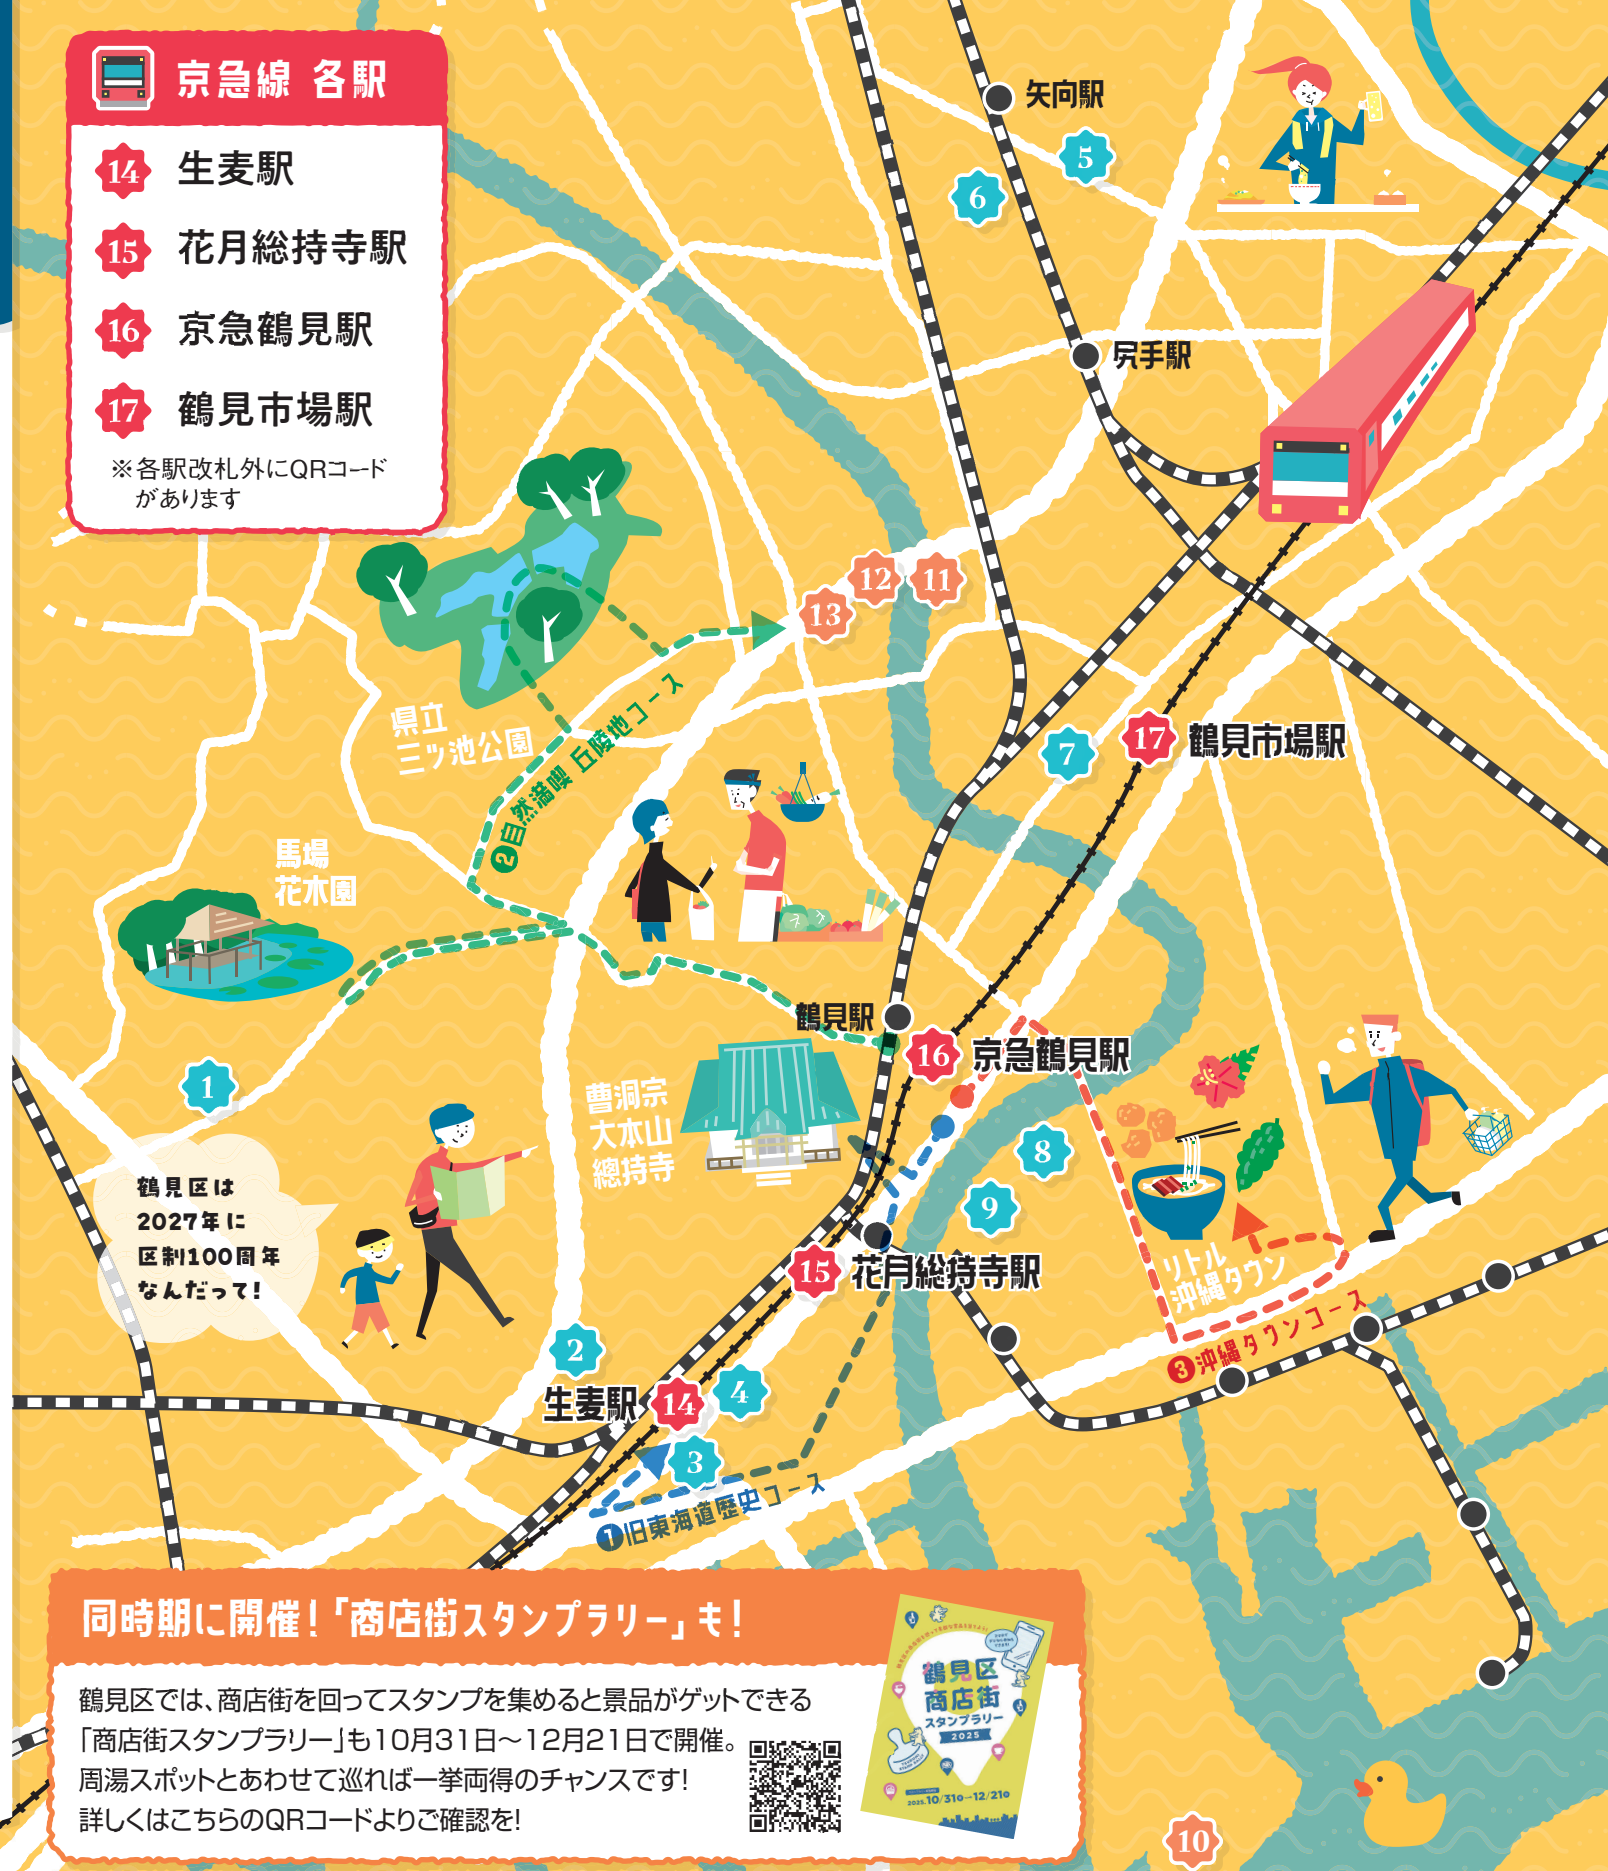 京急線 各駅
14 生麦駅
15 花月総持寺駅
16 京急鶴見駅
17 鶴見市場駅
※各駅改札外にQRコード
があります
矢向駅
5
6
尻手駅
12
11
13
県立
三ツ池公園
❷自然満喫 丘陵地コース
7
17 鶴見市場駅
馬場
花木園
鶴見駅
16 京急鶴見駅
1
曹洞宗
大本山
總持寺
8
9
鶴見区は
2027年に
区制100周年
なんだって!
15 花月総持寺駅
リトル
沖縄タウン
❸沖縄タウンコース
2
生麦駅 14
4
3
❶旧東海道歴史コース
同時期に開催!「商店街スタンプラリー」も!
鶴見区では、商店街を回ってスタンプを集めると景品がゲットできる
「商店街スタンプラリー」も10月31日〜12月21日で開催。
周湯スポットとあわせて巡れば一挙両得のチャンスです!
詳しくはこちらのQRコードよりご確認を!
鶴見区
商店街
スタンプラリー
2025
2025.10/31 12/21
10